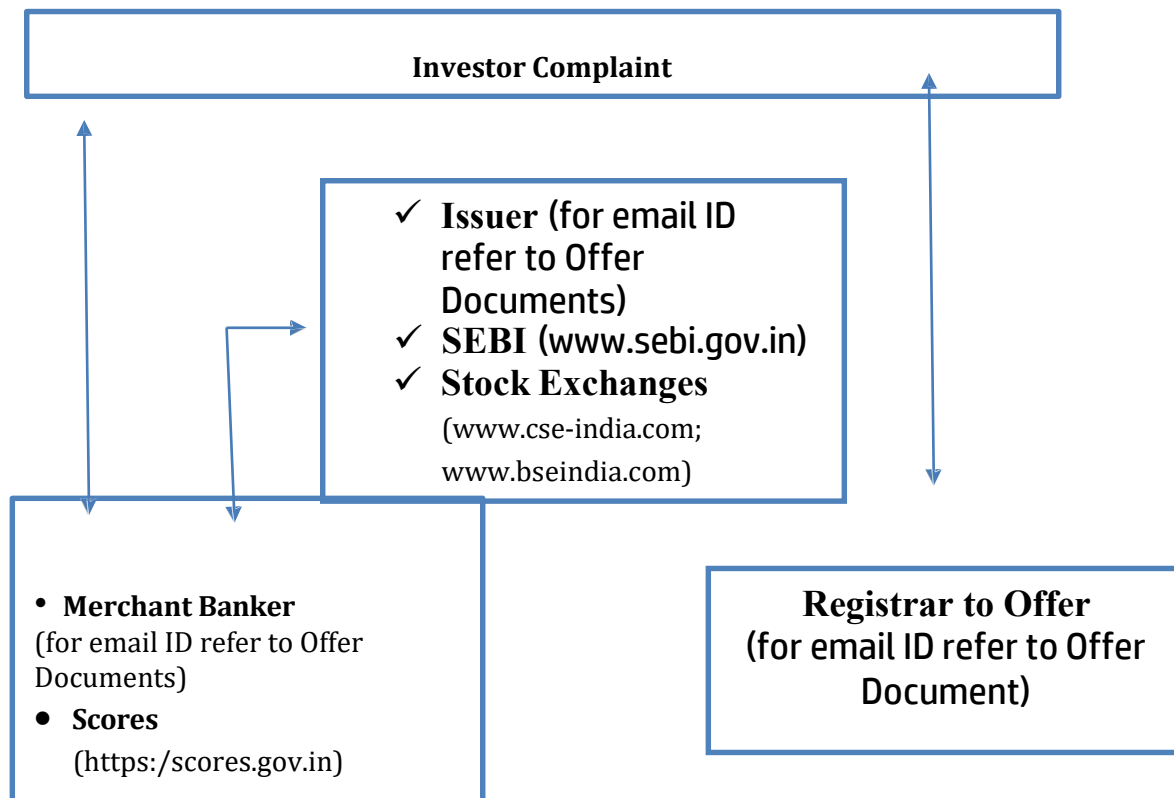 Investor Complaint
✓ Issuer (for email ID
refer to Offer
Documents)
✓ SEBI (www.sebi.gov.in)
✓ Stock Exchanges
(www.cse-india.com;
www.bseindia.com)
• Merchant Banker
(for email ID refer to Offer
Documents)
• Scores
(https:/scores.gov.in)
Registrar to Offer
(for email ID refer to Offer
Document)